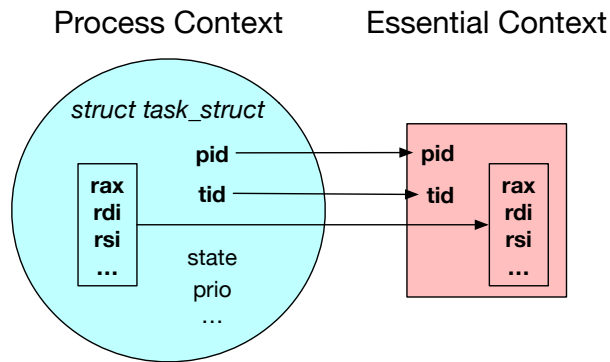 Process Context
Essential Context
struct task_struct
pid
tid
rax
rdi
rsi
...
state
prio
...
pid
tid
rax
rdi
rsi
...